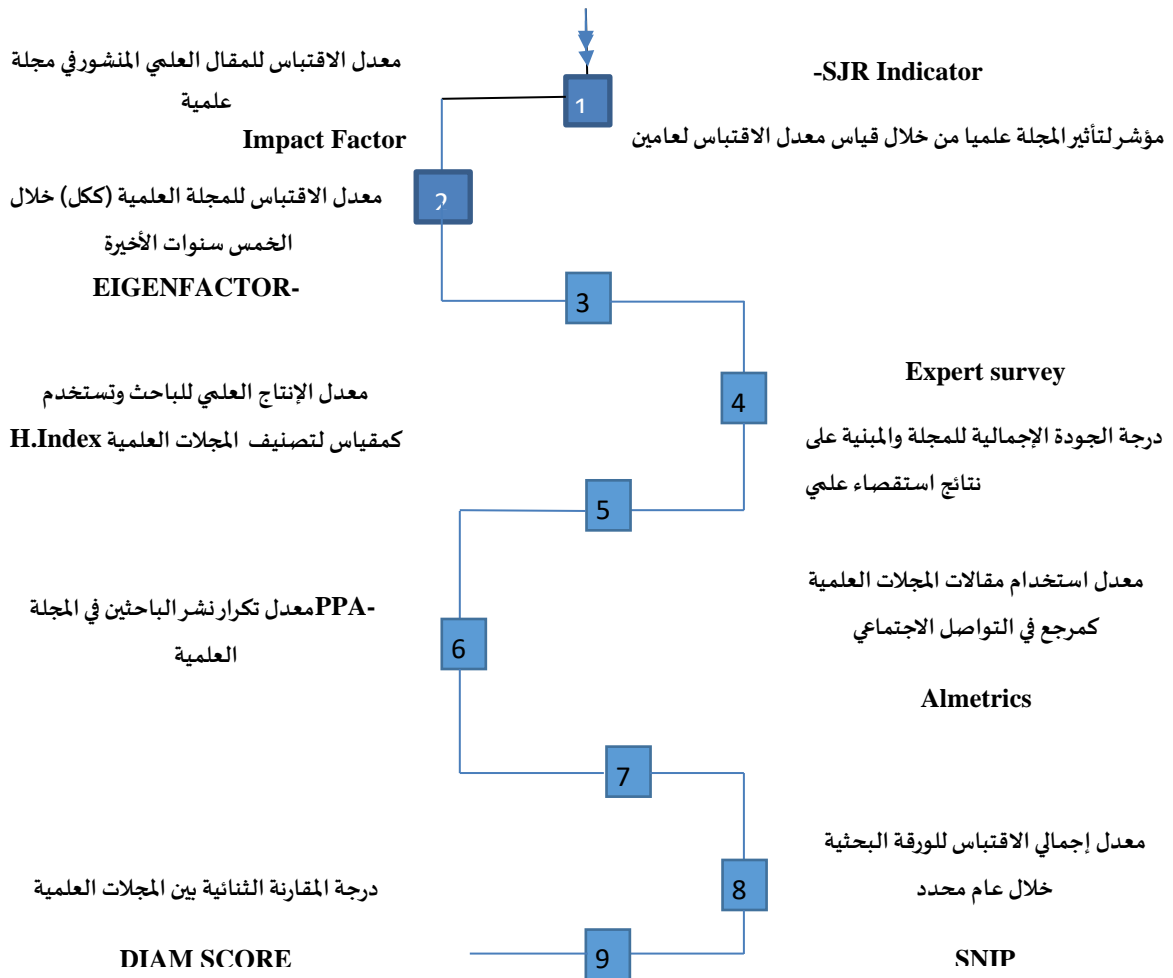 معدل الاقتباس للمقال العلمي المنشور في مجلة
علمية
Impact Factor
-SJR Indicator
مؤشر لتأثير المجلة علميا من خلال قياس معدل الاقتباس لعامين
1
2
معدل الاقتباس للمجلة العلمية (ككل) خلال
الخمس سنوات الأخيرة
EIGENFACTOR-
3
Expert survey
درجة الجودة الإجمالية للمجلة والمبنية على
نتائج استقصاء علمي
4
معدل الإنتاج العلمي للباحث وتستخدم
كمقياس لتصنيف المجلات العلمية H.Index
5
معدل استخدام مقالات المجلات العلمية
كمرجع في التواصل الاجتماعي
Almetrics
-PPAمعدل تكرار نشر الباحثين في المجلة
العلمية
6
7
معدل إجمالي الاقتباس للورقة البحثية
خلال عام محدد
SNIP
8
درجة المقارنة الثنائية بين المجلات العلمية
DIAM SCORE
9